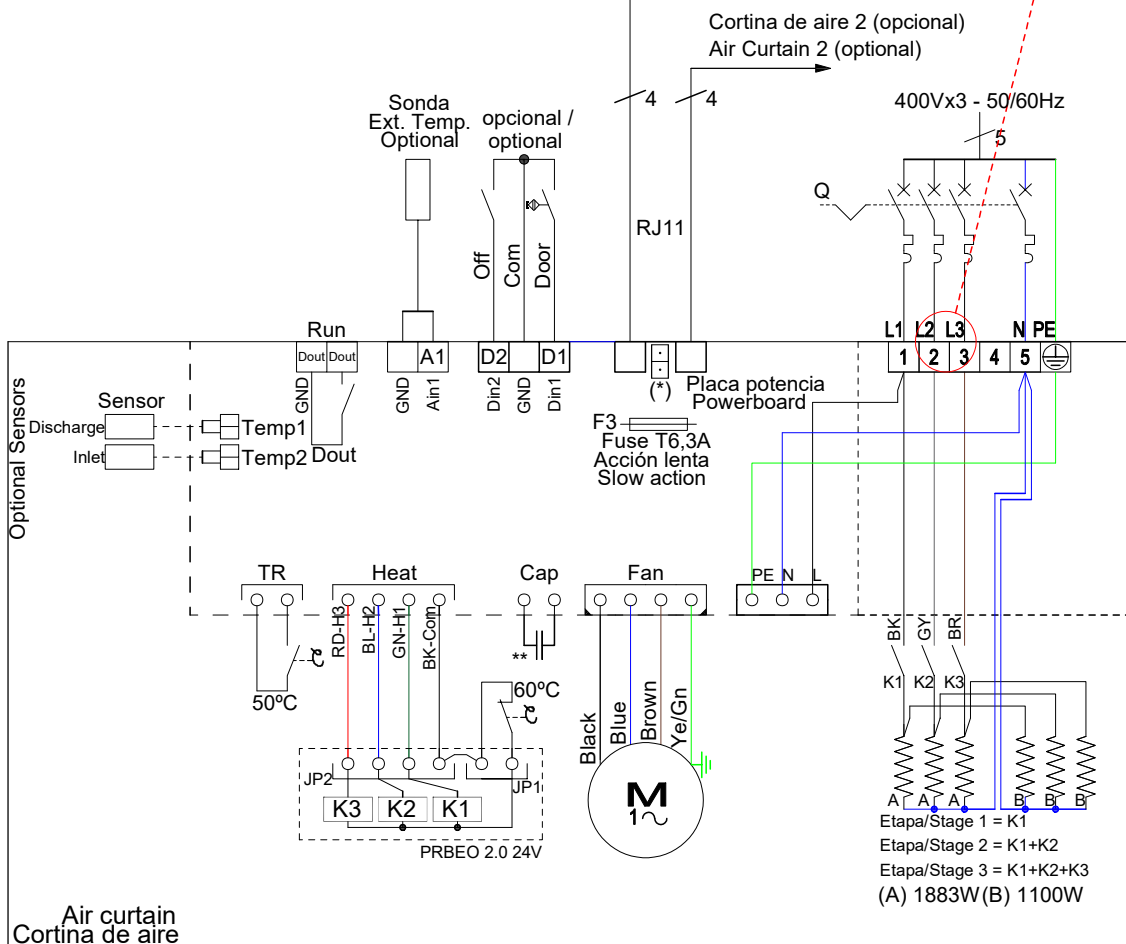 Cortina de aire 2 (opcional)
Air Curtain 2 (optional)
4
4
400Vx3 - 50/60Hz
5
Sonda
Ext. Temp.
Optional
opcional /
optional
Q
RJ11
Off
Com
Door
Run
L1
L2
L3
N
PE
Dout
Dout
A1
D2
D1
1
2
3
4
5
GND
GND
Ain1
Din2
GND
Din1
(*)
Placa potencia
Powerboard
Optional Sensors
Sensor
Discharge
Temp1
Inlet
Temp2
Dout
F3
Fuse T6,3A
Acción lenta
Slow action
TR
Heat
Cap
Fan
PE
N
L
RD-H3
BL-H2
GN-H1
BK-Com
**
BK
GY
BR
50ºC
60ºC
K1
K2
K3
Black
Blue
Brown
Ye/Gn
JP2
JP1
K3
K2
K1
M
1
PRBEO 2.0 24V
A
A
A
B
B
B
Etapa/Stage 1 = K1
Etapa/Stage 2 = K1+K2
Etapa/Stage 3 = K1+K2+K3
(A) 1883W(B) 1100W
Air curtain
Cortina de aire